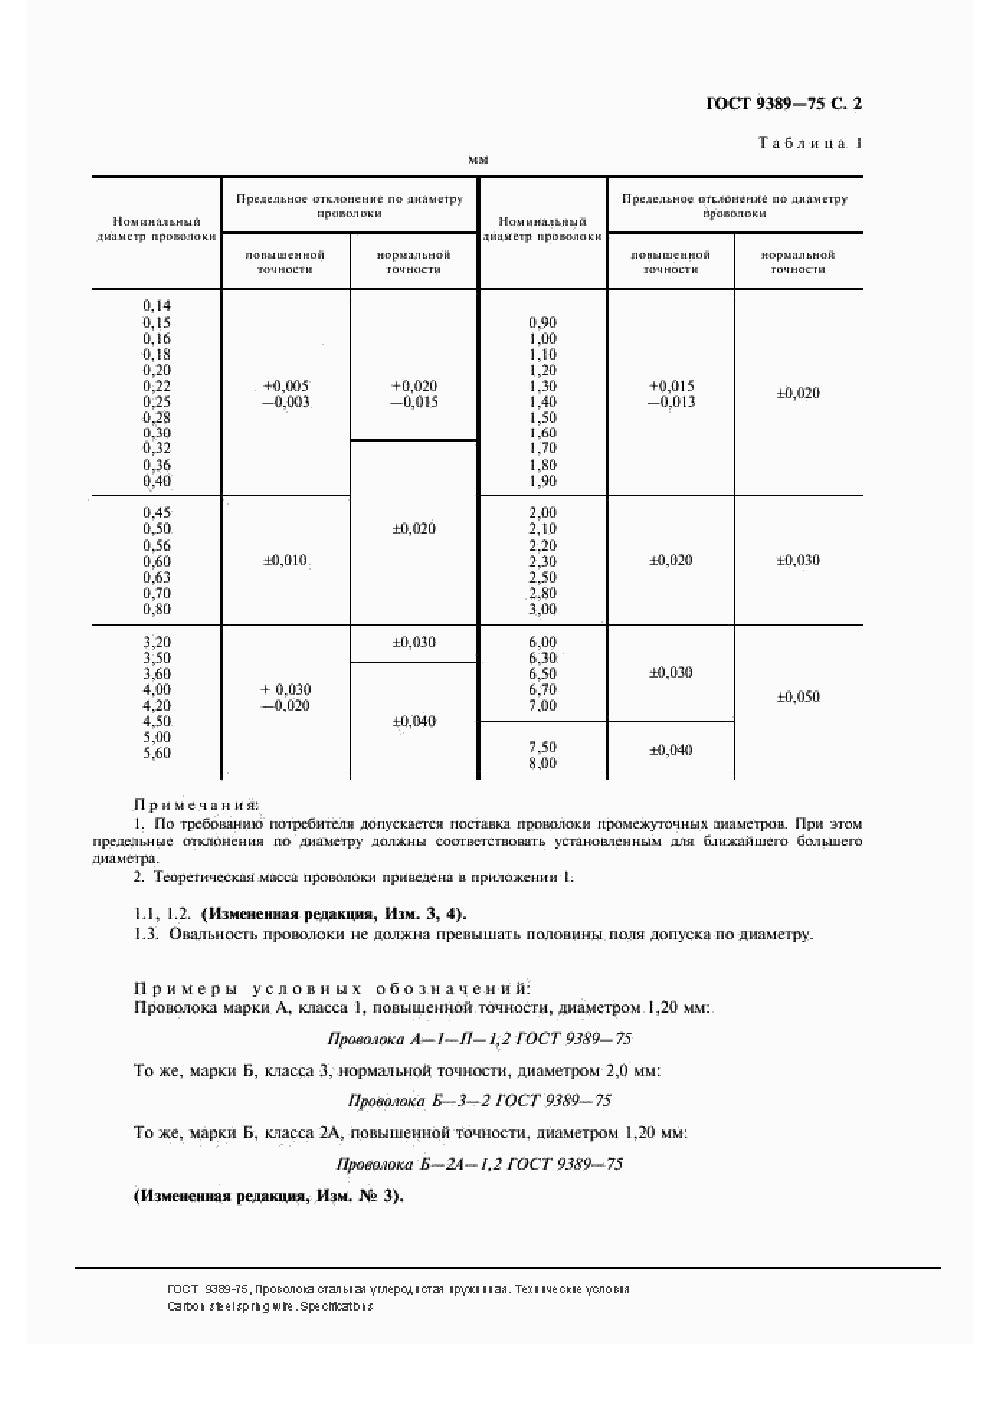 ГОСТ 9389—75 С. 2
Таблица 1
мм
Номинальный диаметр проволоки
Предельное отклонение по диаметру проволоки
повышенной точности
нормальной точности
Номинальный диаметр проволоки
Предельное отклонение по диаметру проволоки
повышенной точности
нормальной точности
0,14
0,15
0,16
0,18
0,20
0,22
0,25
0,28
0,30
0,32
0,36
0,40
+0,005
—0,003
+0,020
—0,015
0,90
1,00
1,10
1,20
1,30
1,40
1,50
1,60
1,70
1,80
1,90
+0,015
—0,013
±0,020
0,45
0,50
0,56
0,60
0,63
0,70
0,80
±0,010
±0,020
2,00
2,10
2,20
2,30
2,50
2,80
3,00
±0,020
±0,030
3,20
3,50
3,60
4,00
4,20
4,50
5,00
5,60
+ 0,030
—0,020
±0,030
±0,040
6,00
6,30
6,50
6,70
7,00
±0,030
±0,050
7,50
8,00
±0,040
Примечания:
1. По требованию потребителя допускается поставка проволоки промежуточных диаметров. При этом
предельные отклонения по диаметру должны соответствовать установленным для ближайшего большего
диаметра.
2. Теоретическая масса проволоки приведена в приложении 1.
1.1, 1.2. (Измененная редакция, Изм. 3, 4).
1.3. Овальность проволоки не должна превышать половины поля допуска по диаметру.
Примеры условных обозначений:
Проволока марки А, класса 1, повышенной точности, диаметром 1,20 мм:
Проволока А—1—П—1,2 ГОСТ 9389—75
То же, марки Б, класса 3, нормальной точности, диаметром 2,0 мм:
Проволока Б—3—2 ГОСТ 9389—75
То же, марки Б, класса 2А, повышенной точности, диаметром 1,20 мм:
Проволока Б—2А—1,2 ГОСТ 9389—75
(Измененная редакция, Изм. № 3).
ГОСТ 9389-75, Проволока стальная углеродистая пружинная. Технические условия
Carbon steel spring wire. Specifications